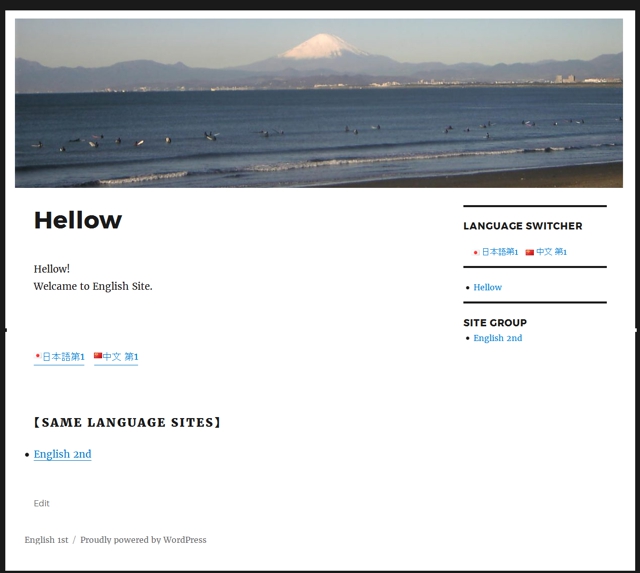 Hellow
Hellow!
Welcome to English Site.
日本語第1 中文 第1
【SAME LANGUAGE SITES】
English 2nd
Edit
LANGUAGE SWITCHER
日本語第1 中文 第1
Hellow
SITE GROUP
English 2nd
English 1st / Proudly powered by WordPress